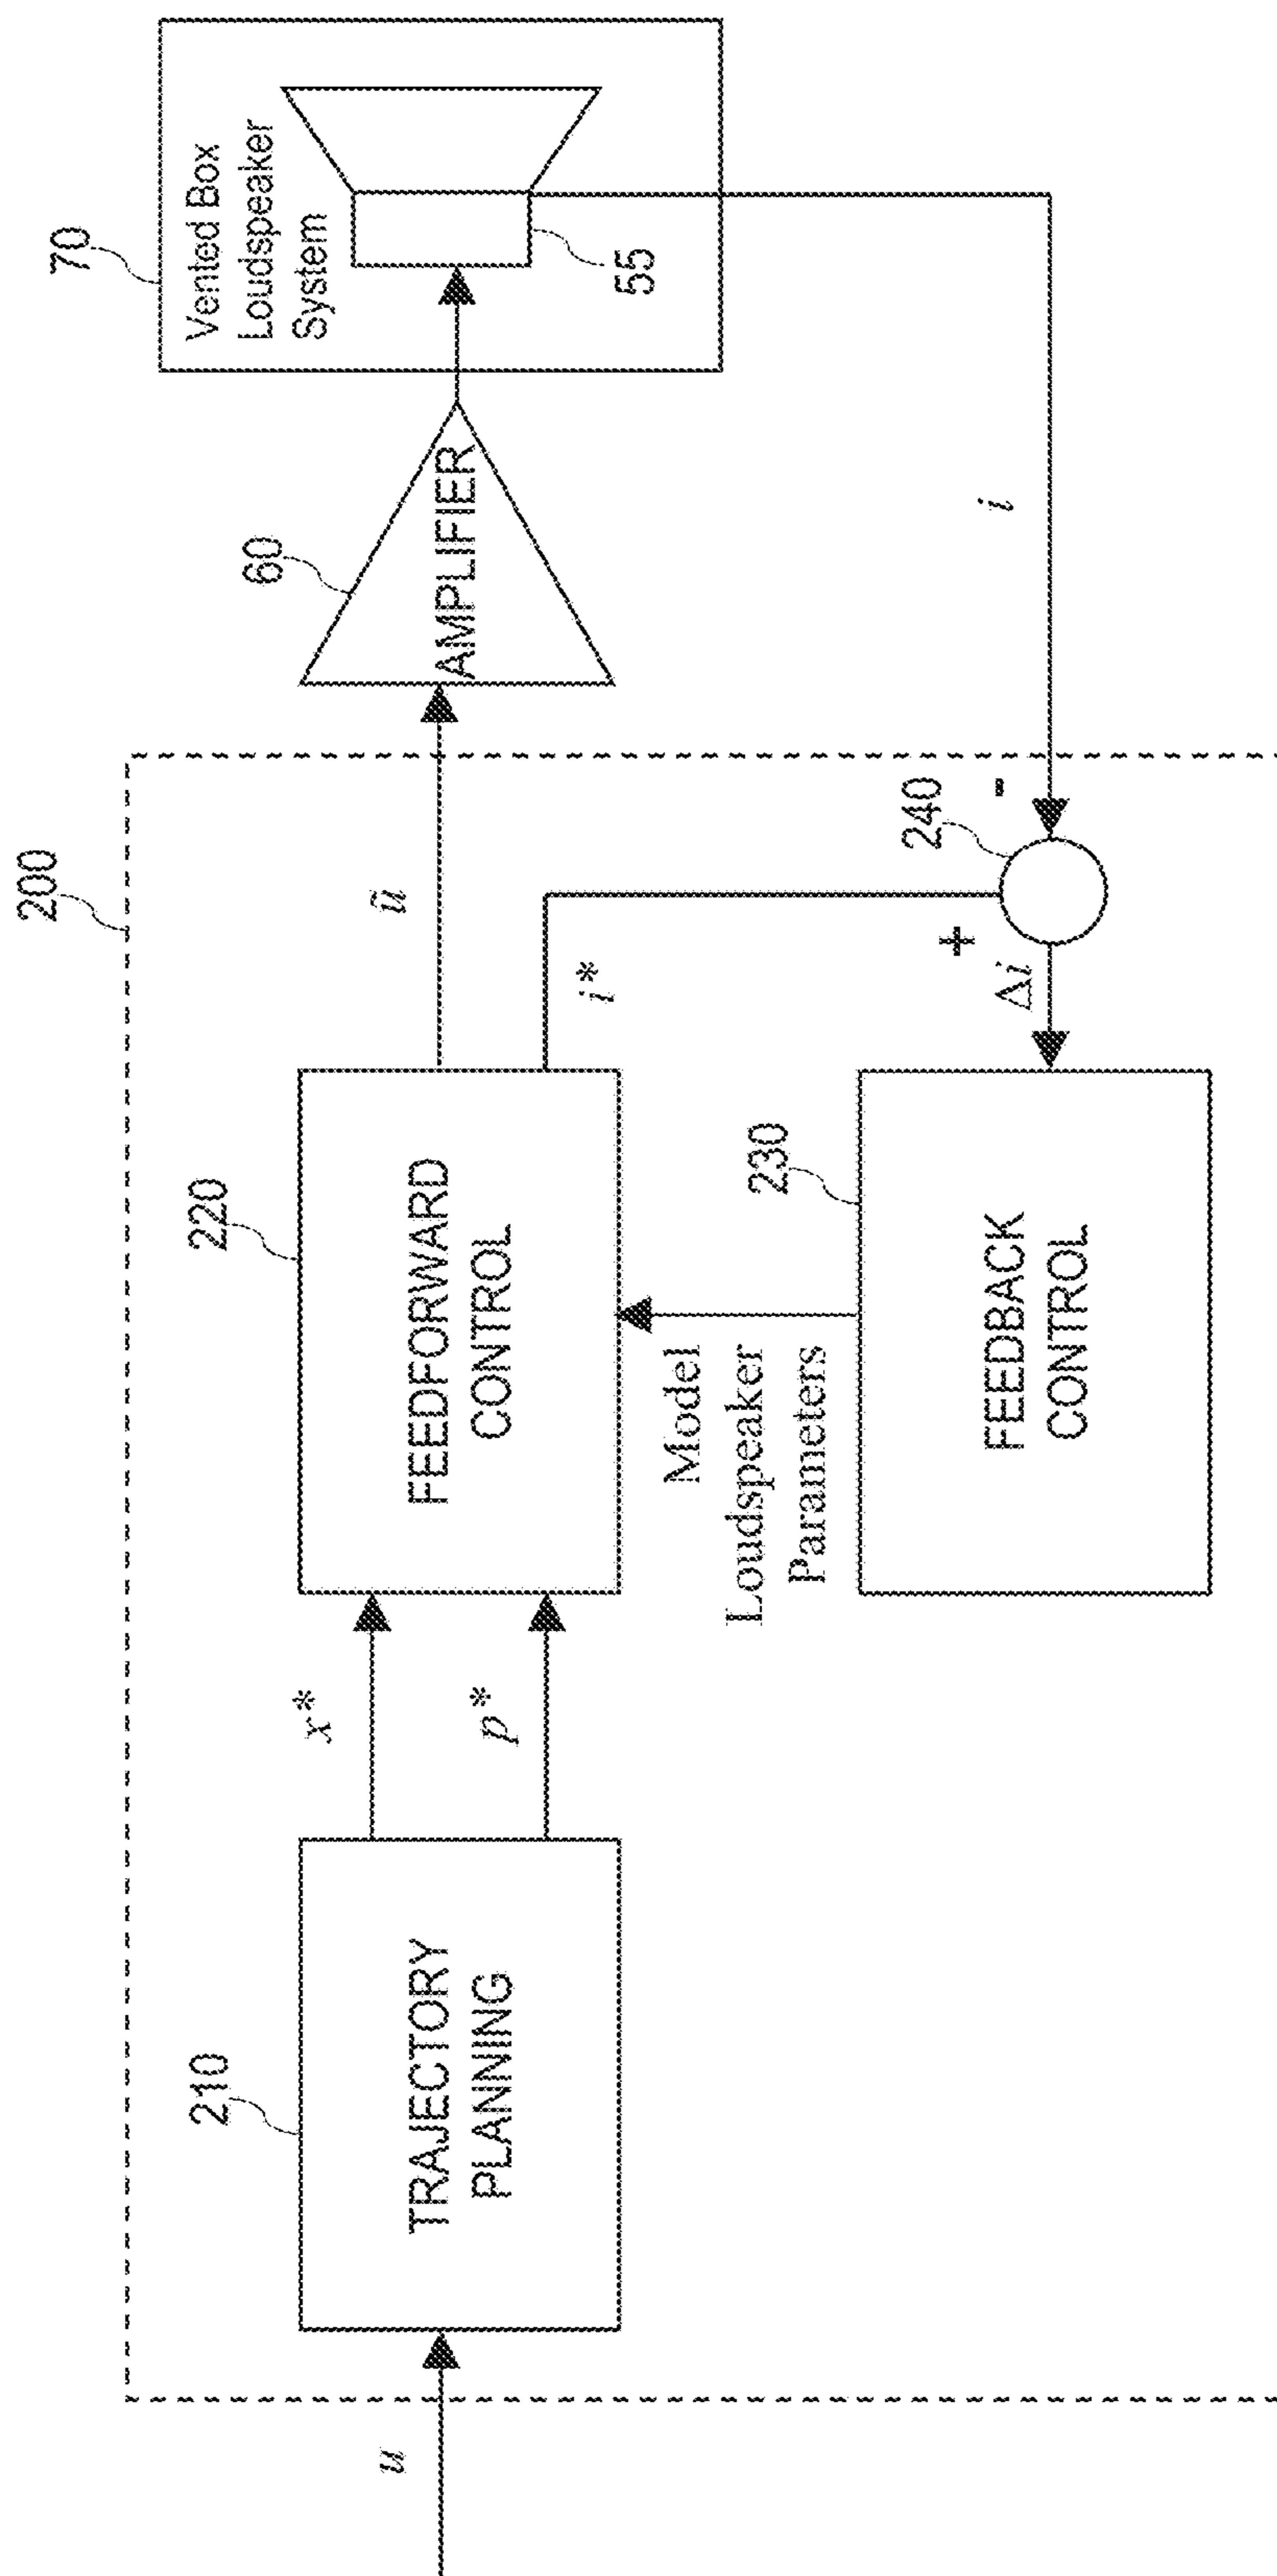 200
u
210
TRAJECTORY
PLANNING
x*
p*
220
FEEDFORWARD
CONTROL
Model
Loudspeaker
Parameters
230
FEEDBACK
CONTROL
ũ
i*
+
Δi
240
-
i
60
AMPLIFIER
70
Vented Box
Loudspeaker
System
55